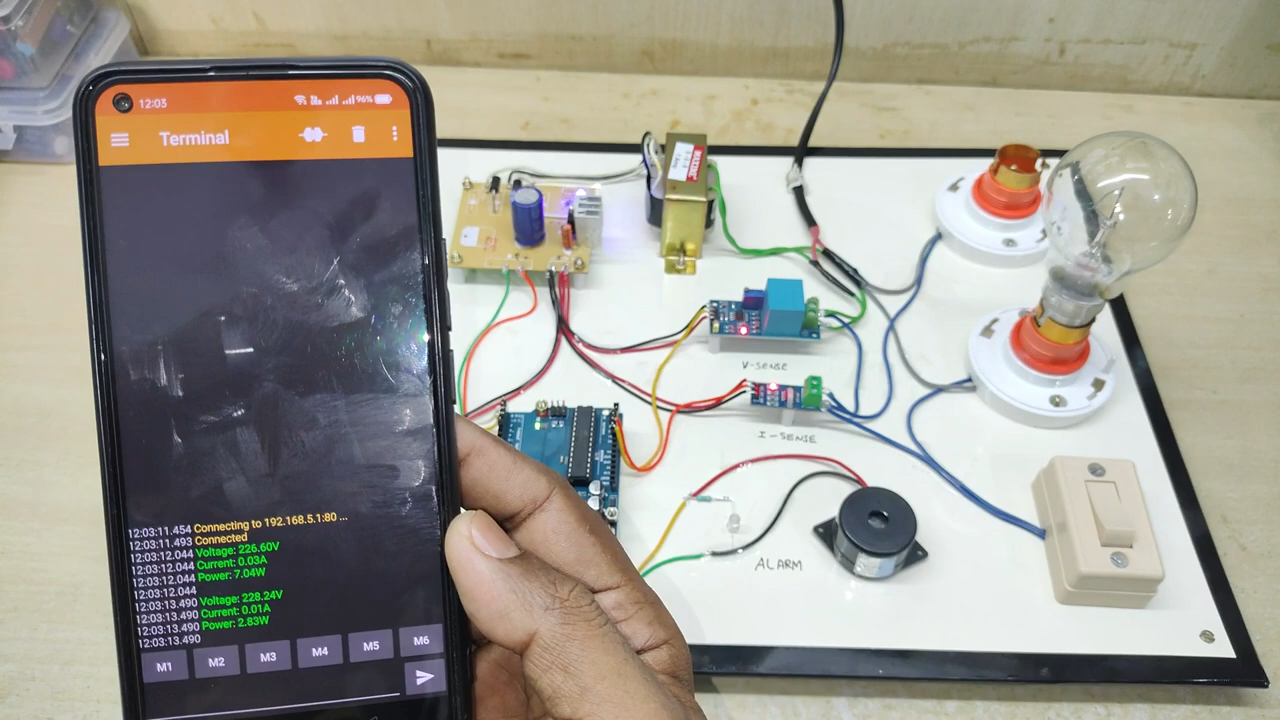 12:03
96%
Terminal
12:03:11.454 Connecting to 192.168.5.1:80 ...
12:03:11.493 Connected
12:03:12.044 Voltage: 226.60V
12:03:12.044 Current: 0.03A
12:03:12.044 Power: 7.04W
12:03:12.044
12:03:13.490 Voltage: 228.24V
12:03:13.490 Current: 0.01A
12:03:13.490 Power: 2.83W
12:03:13.490
M1 M2 M3 M4 M5 M6
V-SENSE
I-SENSE
ALARM